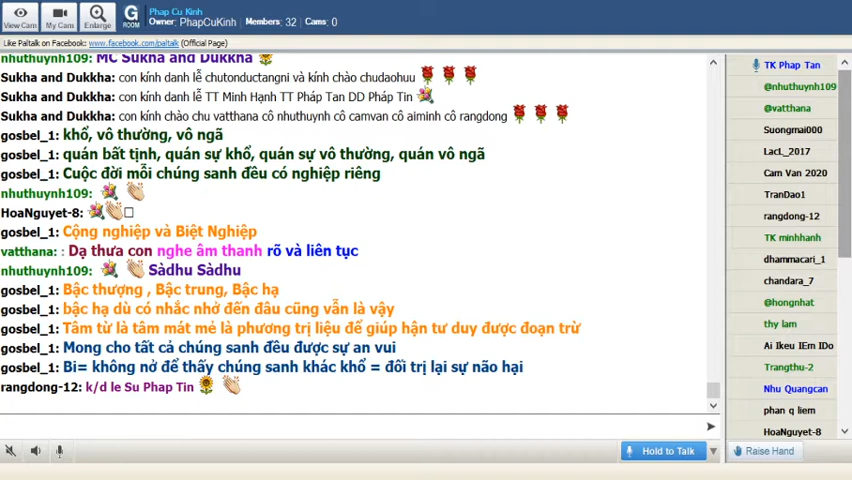 Phap Cu Kinh
Owner: PhapCuKinh Members: 32 Cams: 0
View Cam My Cam Enlarge G ROOM
Like Paltalk on Facebook: www.facebook.com/paltalk (Official Page)
nhuthuynh109: MC Sukha and Dukkha
Sukha and Dukkha: con kính danh lễ chutonductangni và kính chào chudaohuu
Sukha and Dukkha: con kính danh lễ TT Minh Hạnh TT Pháp Tan DD Pháp Tin
Sukha and Dukkha: con kính chào chu vatthana cô nhuthuynh cô camvan cô aiminh cô rangdong
gosbel_1: khổ, vô thường, vô ngã
gosbel_1: quán bất tịnh, quán sự khổ, quán sự vô thường, quán vô ngã
gosbel_1: Cuộc đời mỗi chúng sanh đều có nghiệp riêng
nhuthuynh109:
HoaNguyet-8:
gosbel_1: Cộng nghiệp và Biệt Nghiệp
vatthana: : Dạ thưa con nghe âm thanh rõ và liên tục
nhuthuynh109: Sàdhu Sàdhu
gosbel_1: Bậc thượng , Bậc trung, Bậc hạ
gosbel_1: bậc hạ dù có nhắc nhở đến đâu cũng vẫn là vậy
gosbel_1: Tâm từ là tâm mát mẻ là phương trị liệu để giúp hận tư duy được đoạn trừ
gosbel_1: Mong cho tất cả chúng sanh đều được sự an vui
gosbel_1: Bi= không nở để thấy chúng sanh khác khổ = đối trị lại sự não hại
rangdong-12: k/d le Su Phap Tin
Hold to Talk
TK Phap Tan
@nhuthuynh109
@vatthana
Suongmai000
LacL_2017
Cam Van 2020
TranDao1
rangdong-12
TK minhhanh
dhammacari_1
chandara_7
@hongnhat
thy lam
Ai Ikeu IEm IDo
Trangthu-2
Nhu Quangcan
phan q liem
HoaNguyet-8
Raise Hand